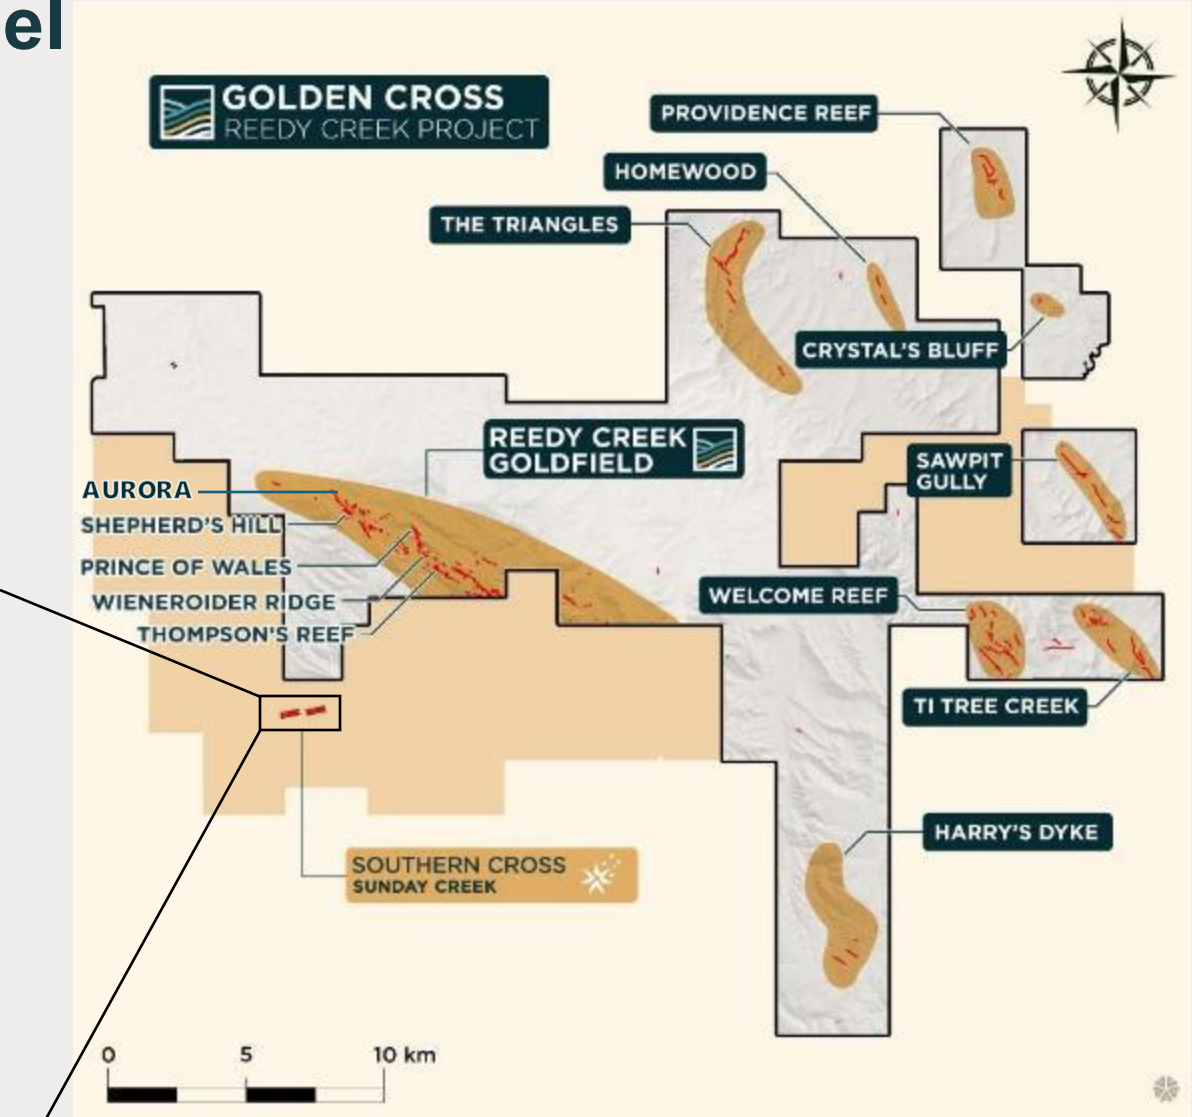 el
GOLDEN CROSS
REEDY CREEK PROJECT
PROVIDENCE REEF
HOMEWOOD
THE TRIANGLES
CRYSTAL'S BLUFF
REEDY CREEK
GOLDFIELD
SAWPIT
GULLY
AURORA
SHEPHERD'S HILL
PRINCE OF WALES
WIENEROIDER RIDGE
THOMPSON'S REEF
WELCOME REEF
TI TREE CREEK
HARRY'S DYKE
SOUTHERN CROSS
SUNDAY CREEK
0 5 10 km